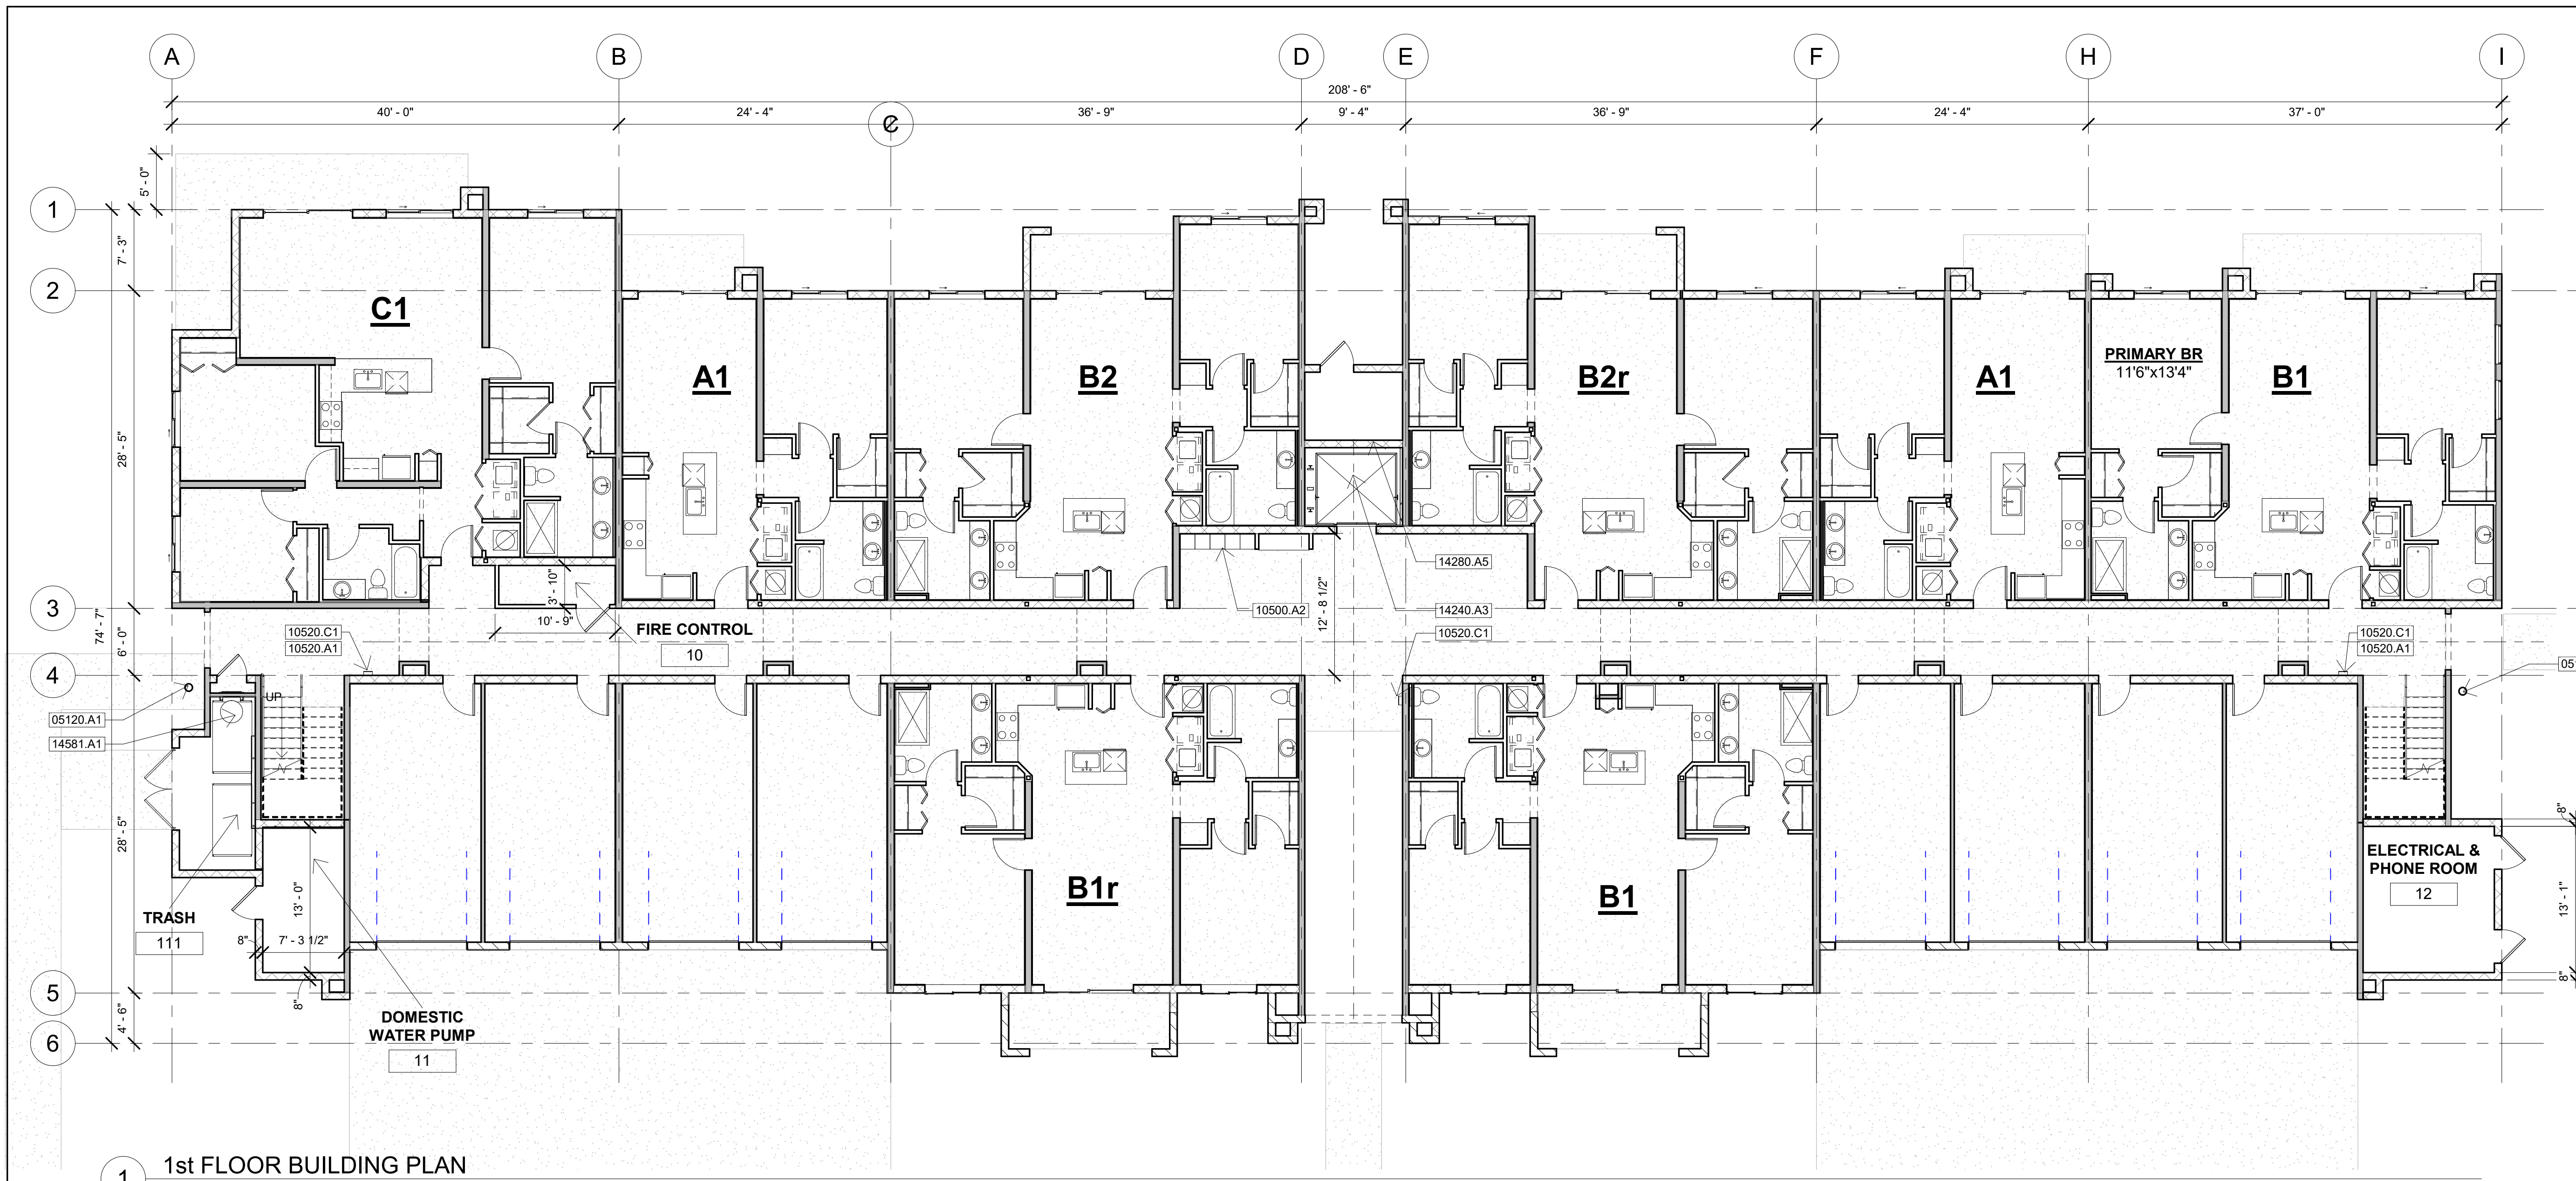 A
B
D
E
F
H
I
208' - 6"
40' - 0"
24' - 4"
C
36' - 9"
9' - 4"
36' - 9"
24' - 4"
37' - 0"
5' - 0"
1
7' - 3"
2
C1
A1
B2
B2r
A1
PRIMARY BR
11'6"x13'4"
B1
28' - 5"
14280.A5
3' - 10"
3
10500.A2
14240.A3
12' - 8 1/2"
74' - 7"
6' - 0"
10' - 9"
FIRE CONTROL
10
10520.C1
10520.A1
10520.C1
10520.C1
10520.A1
4
UP
05120.A1
14581.A1
05
28' - 5"
8"
ELECTRICAL &
PHONE ROOM
12
13' - 1"
8"
B1r
B1
TRASH
111
13' - 0"
8"
7' - 3 1/2"
8"
5
4' - 6"
DOMESTIC
WATER PUMP
11
6
1
1st FLOOR BUILDING PLAN